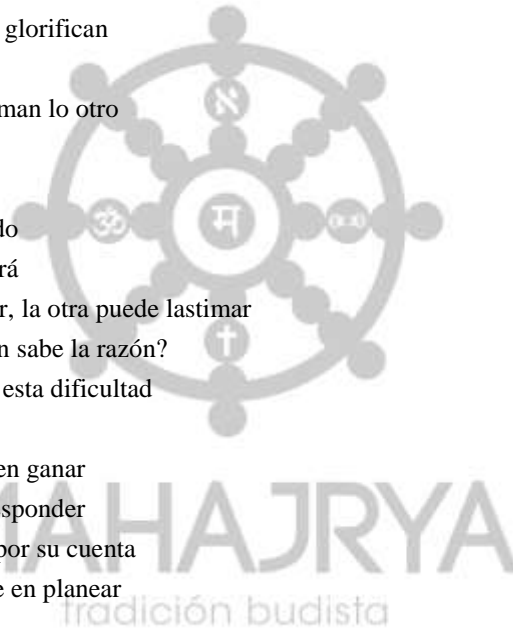 glorifican
man lo otro
do
rá
r, la otra puede lastimar
n sabe la razón?
esta dificultad
en ganar
sponder
por su cuenta
e en planear
א
ॐ
म
MAHAJRYA
tradición budista